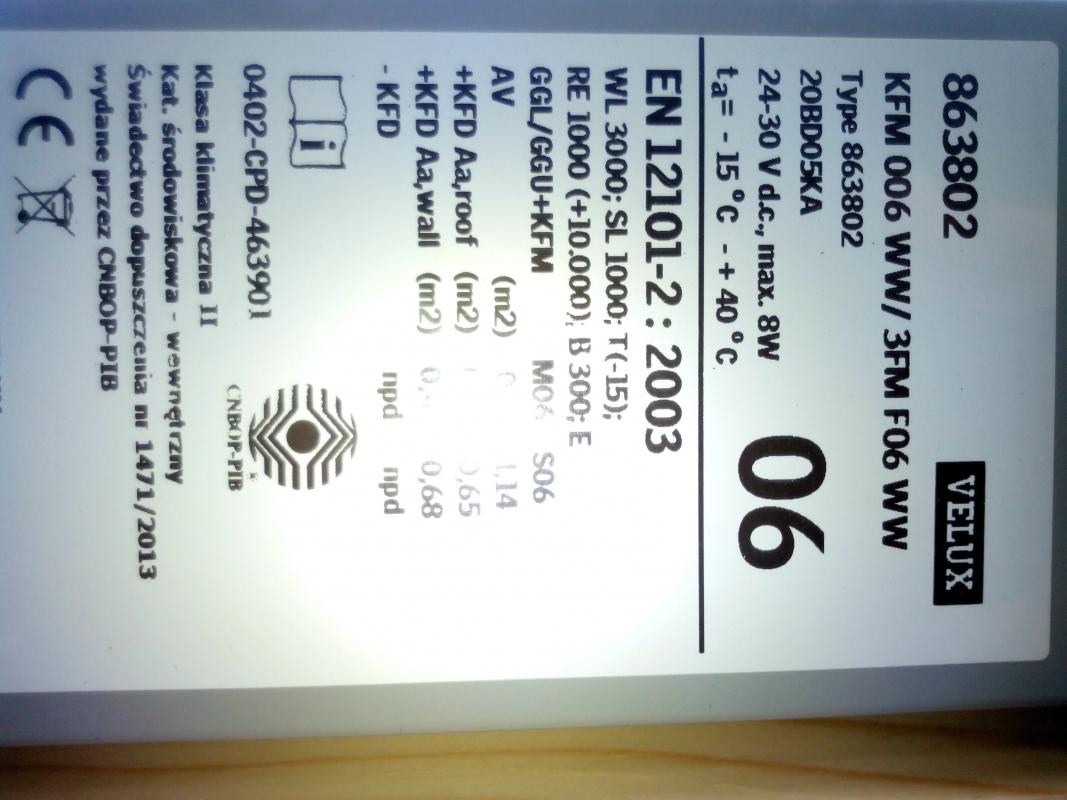 863802
VELUX
KFM 006 WW/ 3FM F06 WW
Type 863802
20BD05KA
24-30 V d.c., max. 8W
ta= - 15 °C - + 40 °C
06
EN 12101-2 : 2003
WL 3000; SL 1000; T(-15);
RE 1000 (+10.000); B 300; E
GGL/GGU+KFM M06 S06
AV (m2) 1,14
+KFD Aa,roof (m2) 0,65
+KFD Aa,wall (m2) 0,68
- KFD npd npd
i
0402-CPD-463901
CNBOP-PIB
Klasa klimatyczna II
Kat. środowiskowa - wewnętrzny
Świadectwo dopuszczenia nr 1471/2013
wydane przez CNBOP-PIB
CE